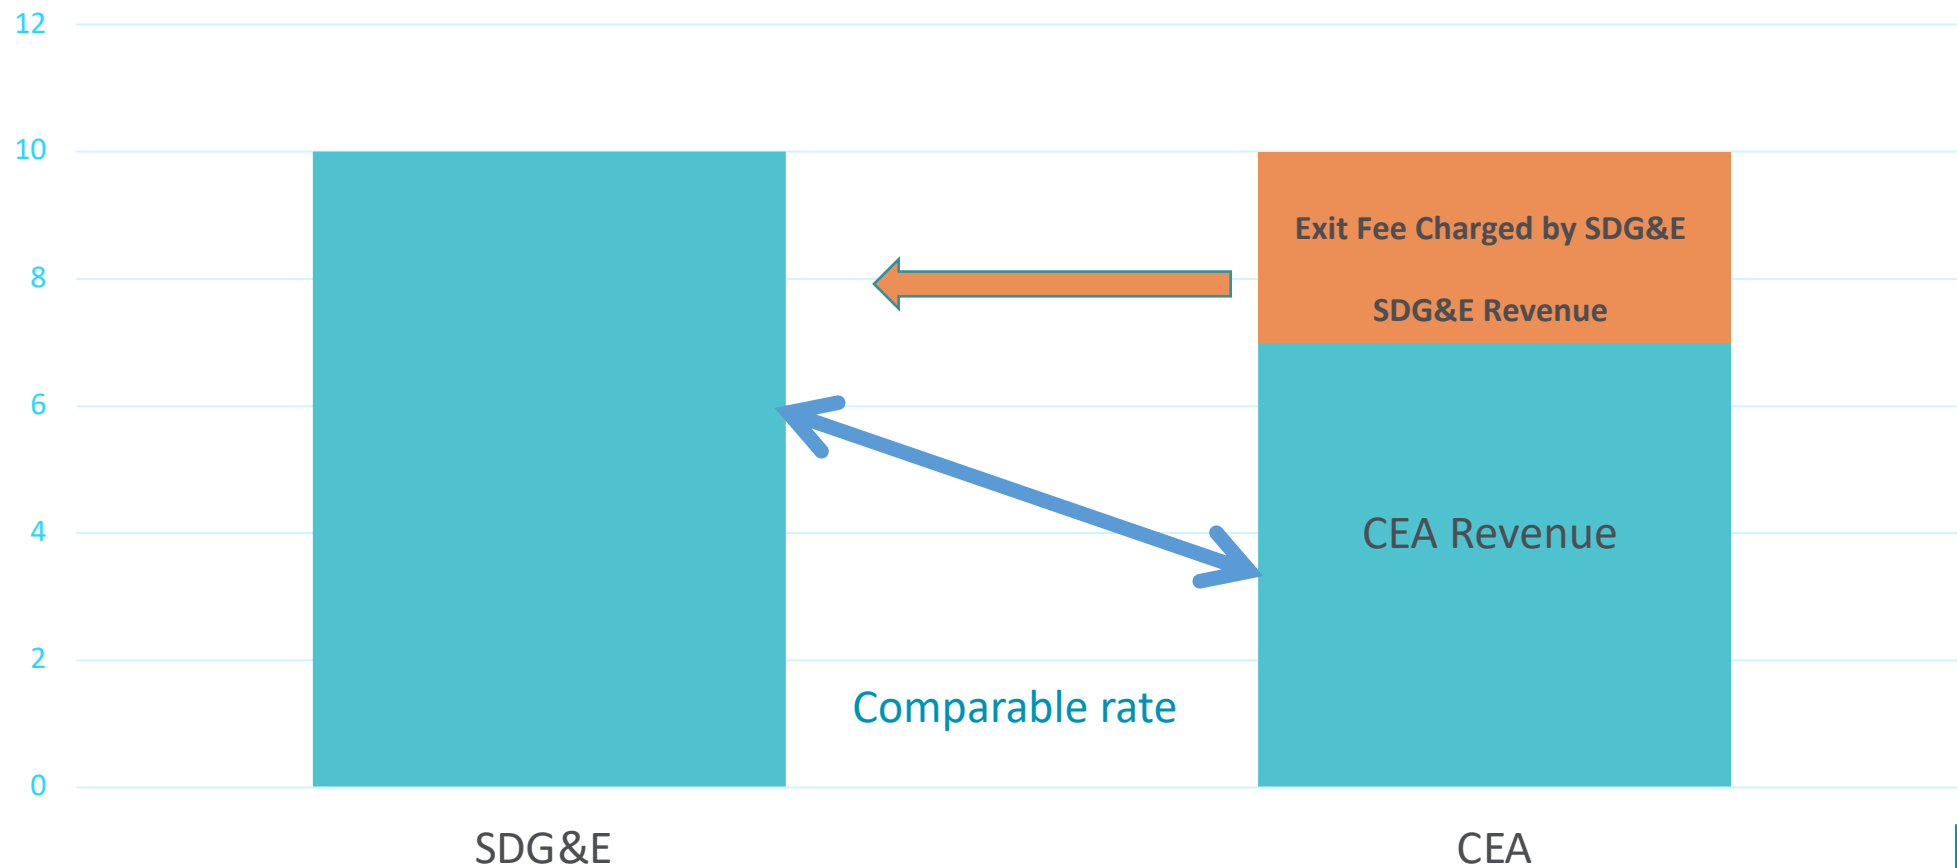 12
10
Exit Fee Charged by SDG&E
8
SDG&E Revenue
6
CEA Revenue
4
2
Comparable rate
0
SDG&E
CEA